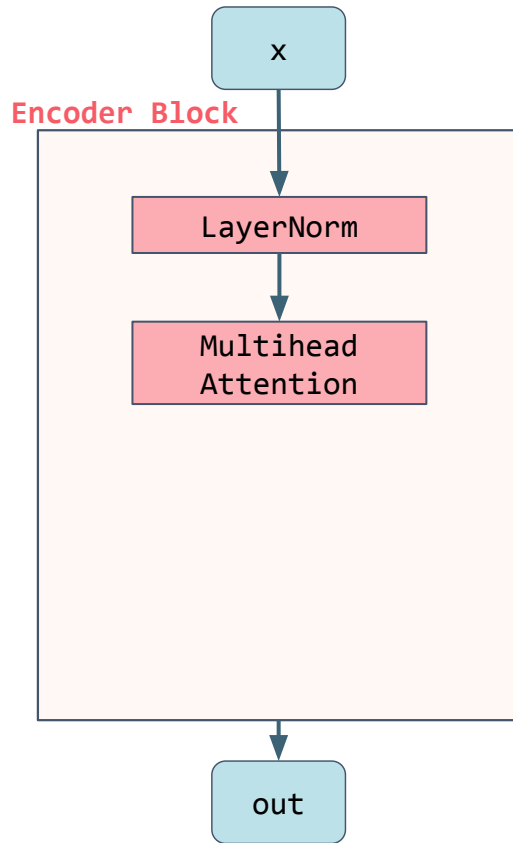 x
Encoder Block
LayerNorm
Multihead
Attention
out